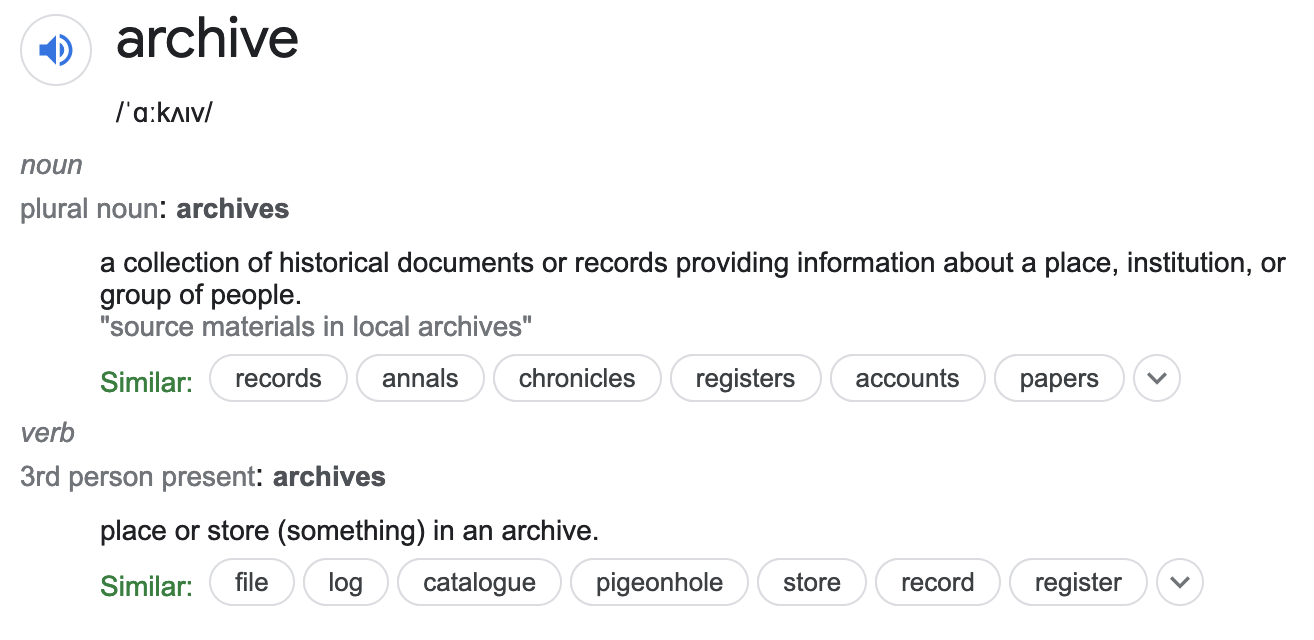 archive
/ˈɑːkʌɪv/
noun
plural noun: archives
a collection of historical documents or records providing information about a place, institution, or
group of people.
"source materials in local archives"
Similar: records annals chronicles registers accounts papers
verb
3rd person present: archives
place or store (something) in an archive.
Similar: file log catalogue pigeonhole store record register